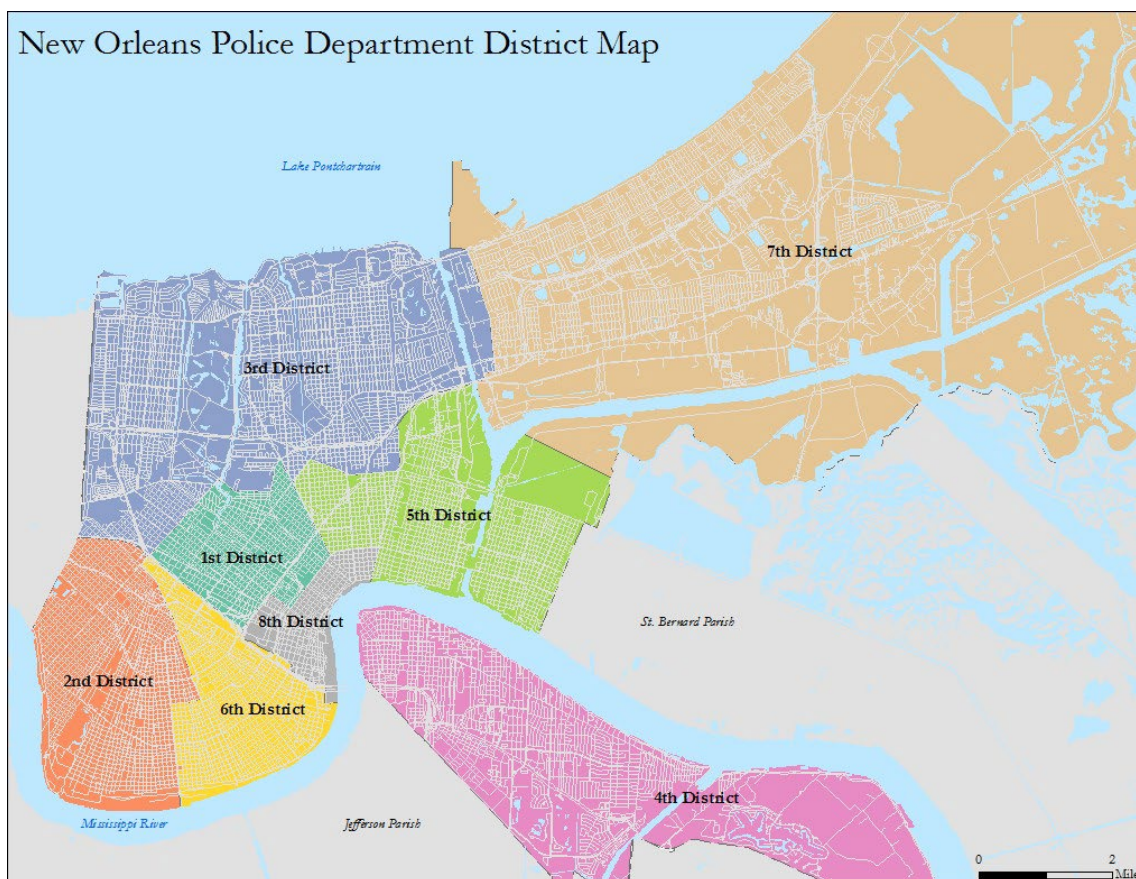 New Orleans Police Department District Map
Lake Pontchartrain
7th District
3rd District
5th District
1st District
8th District
St. Bernard Parish
2nd District
6th District
4th District
Mississippi River
Jefferson Parish
0 2
Mile